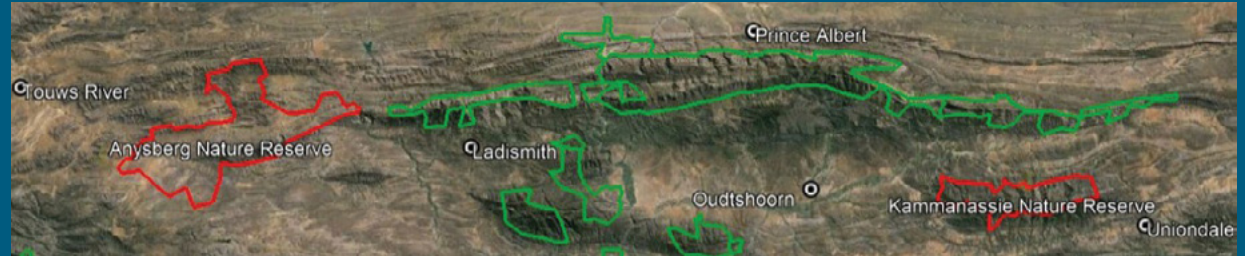 Prince Albert
Touws River
Anysberg Nature Reserve
Ladismith
Oudtshoorn
Kammanassie Nature Reserve
Uniondale